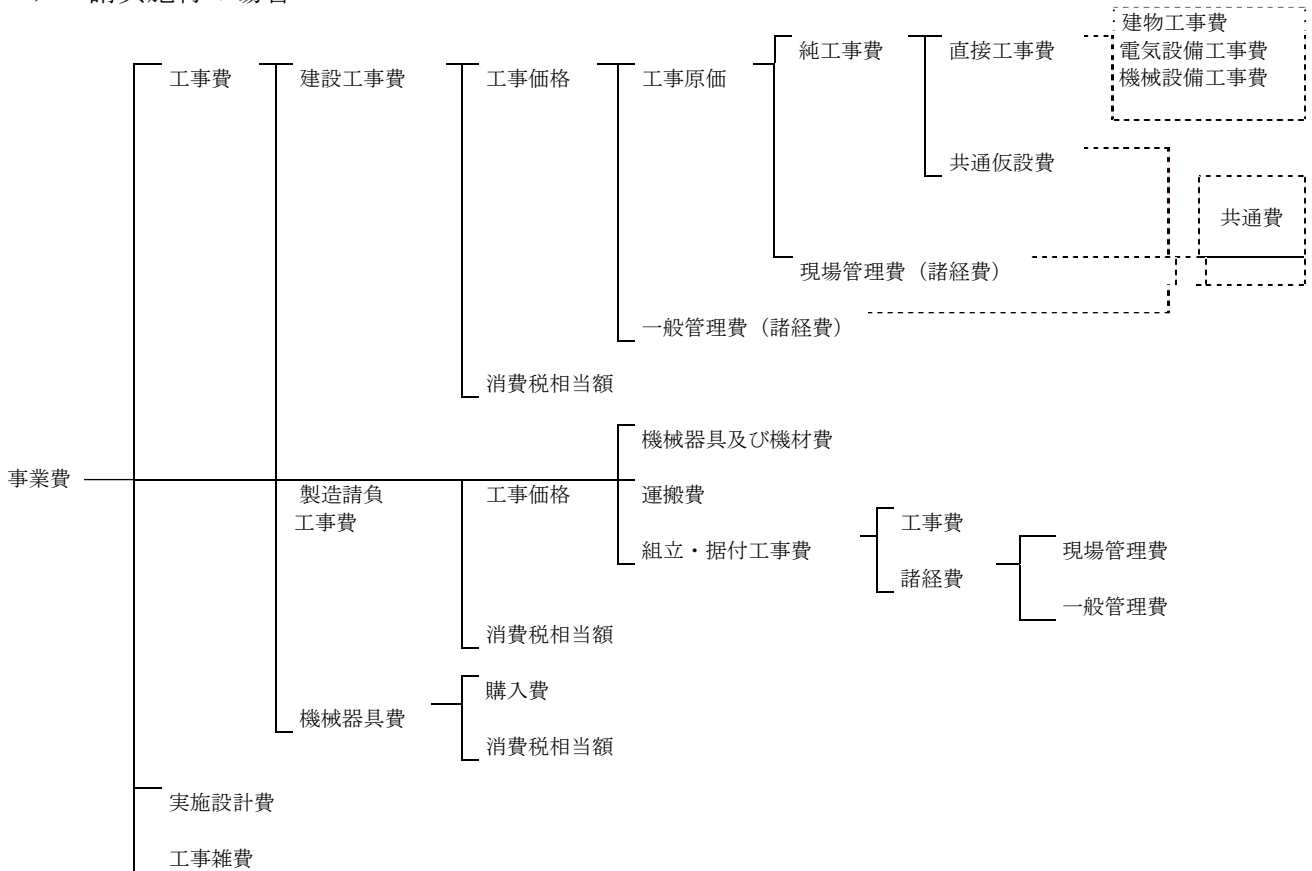 建物工事費
純工事費 直接工事費 電気設備工事費
工事費 建設工事費 工事価格 工事原価 機械設備工事費
共通仮設費
共通費
現場管理費（諸経費）
一般管理費（諸経費）
消費税相当額
機械器具及び機材費
事業費
製造請負 工事価格 運搬費
工事費 工事費
組立・据付工事費 現場管理費
諸経費
一般管理費
消費税相当額
購入費
機械器具費
消費税相当額
実施設計費
工事雑費